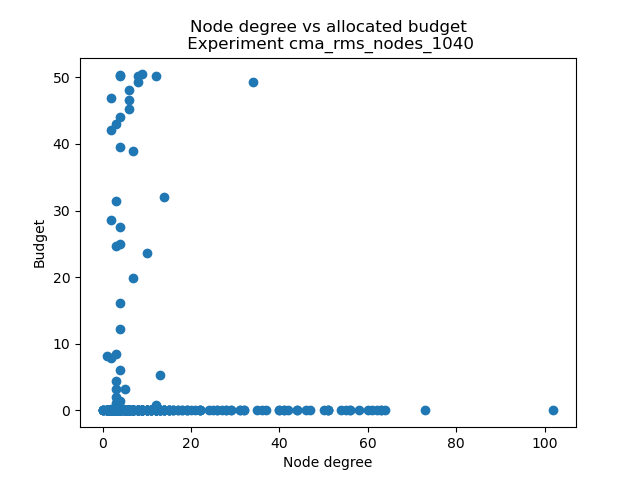 Node degree vs allocated budget
Experiment cma_rms_nodes_1040
50
40
30
20
10
0
Budget
0 20 40 60 80 100
Node degree